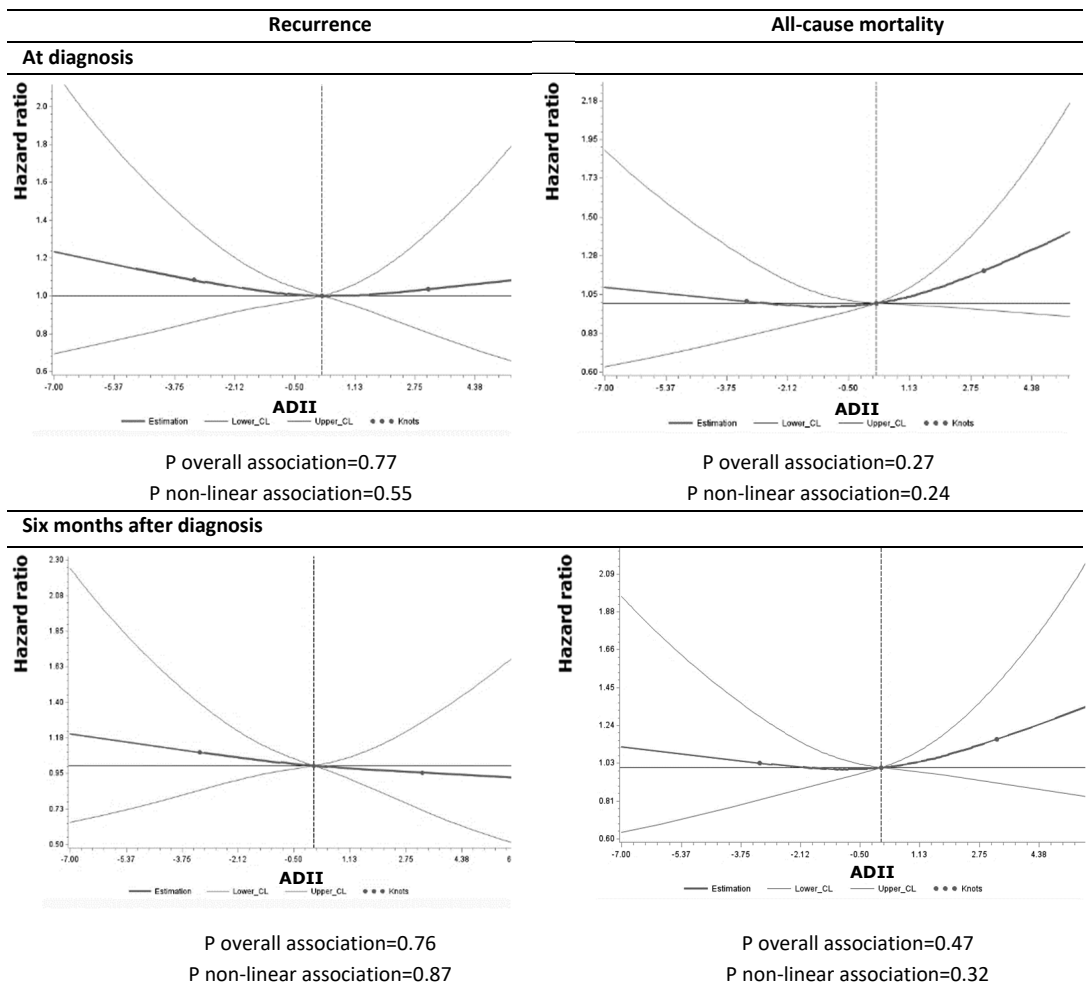 Recurrence All-cause mortality
At diagnosis
Hazard ratio
2.0
1.8
1.6
1.4
1.2
1.0
0.8
0.6
-7.00 -5.37 -3.75 -2.12 -0.50 1.13 2.75 4.38
ADII
Estimation Lower_CL Upper_CL Knots
P overall association=0.77
P non-linear association=0.55
Hazard ratio
2.18
1.95
1.73
1.50
1.28
1.05
0.83
0.60
-7.00 -5.37 -3.75 -2.12 -0.50 1.13 2.75 4.38
ADII
Estimation Lower_CL Upper_CL Knots
P overall association=0.27
P non-linear association=0.24
Six months after diagnosis
Hazard ratio
2.30
2.08
1.85
1.63
1.40
1.18
0.95
0.73
0.50
-7.00 -5.37 -3.75 -2.12 -0.50 1.13 2.75 4.38 6
ADII
Estimation Lower_CL Upper_CL Knots
P overall association=0.76
P non-linear association=0.87
Hazard ratio
2.09
1.88
1.66
1.45
1.24
1.03
0.81
0.60
-7.00 -5.37 -3.75 -2.12 -0.50 1.13 2.75 4.38
ADII
Estimation Lower_CL Upper_CL Knots
P overall association=0.47
P non-linear association=0.32